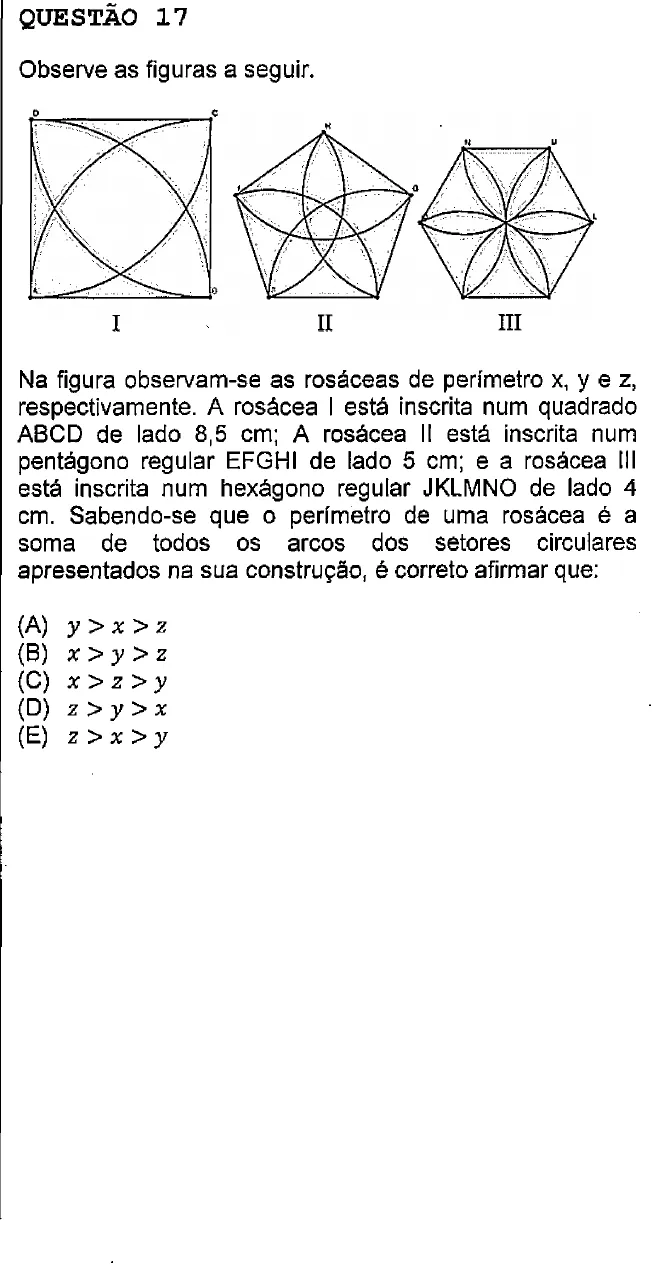 QUESTÃO 17
Observe as figuras a seguir.
D C
A B
H
I G
E
N M
L
I II III
Na figura observam-se as rosáceas de perímetro x, y e z,
respectivamente. A rosácea I está inscrita num quadrado
ABCD de lado 8,5 cm; A rosácea II está inscrita num
pentágono regular EFGHI de lado 5 cm; e a rosácea III
está inscrita num hexágono regular JKLMNO de lado 4
cm. Sabendo-se que o perímetro de uma rosácea é a
soma de todos os arcos dos setores circulares
apresentados na sua construção, é correto afirmar que:
(A) y > x > z
(B) x > y > z
(C) x > z > y
(D) z > y > x
(E) z > x > y